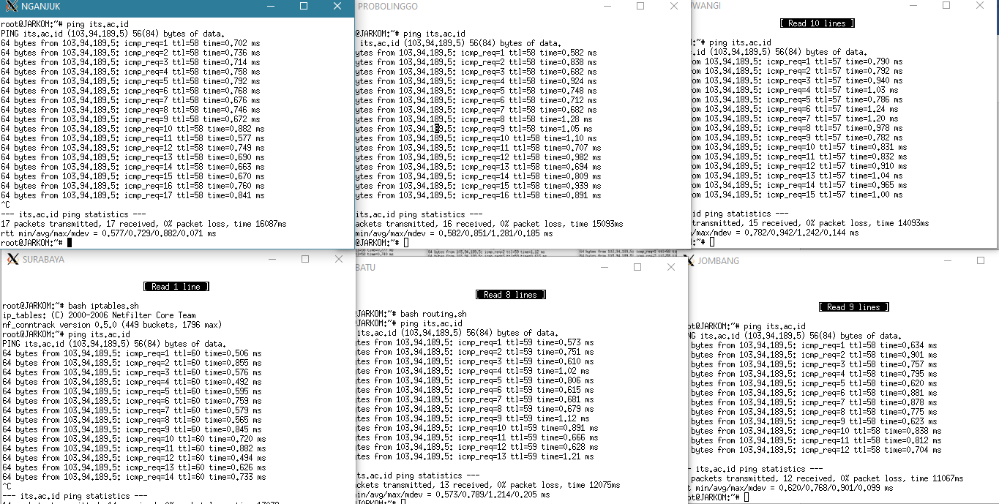 NGANJUK
root@JARKOM:~# ping its.ac.id
PING its.ac.id (103.94.189.5) 56(84) bytes of data.
64 bytes from 103.94.189.5: icmp_req=1 ttl=58 time=0.702 ms
64 bytes from 103.94.189.5: icmp_req=2 ttl=58 time=0.736 ms
64 bytes from 103.94.189.5: icmp_req=3 ttl=58 time=0.714 ms
64 bytes from 103.94.189.5: icmp_req=4 ttl=58 time=0.758 ms
64 bytes from 103.94.189.5: icmp_req=5 ttl=58 time=0.792 ms
64 bytes from 103.94.189.5: icmp_req=6 ttl=58 time=0.768 ms
64 bytes from 103.94.189.5: icmp_req=7 ttl=58 time=0.676 ms
64 bytes from 103.94.189.5: icmp_req=8 ttl=58 time=0.746 ms
64 bytes from 103.94.189.5: icmp_req=9 ttl=58 time=0.672 ms
64 bytes from 103.94.189.5: icmp_req=10 ttl=58 time=0.882 ms
64 bytes from 103.94.189.5: icmp_req=11 ttl=58 time=0.577 ms
64 bytes from 103.94.189.5: icmp_req=12 ttl=58 time=0.749 ms
64 bytes from 103.94.189.5: icmp_req=13 ttl=58 time=0.690 ms
64 bytes from 103.94.189.5: icmp_req=14 ttl=58 time=0.663 ms
64 bytes from 103.94.189.5: icmp_req=15 ttl=58 time=0.670 ms
64 bytes from 103.94.189.5: icmp_req=16 ttl=58 time=0.760 ms
64 bytes from 103.94.189.5: icmp_req=17 ttl=58 time=0.841 ms
^C
--- its.ac.id ping statistics ---
17 packets transmitted, 17 received, 0% packet loss, time 16087ms
rtt min/avg/max/mdev = 0.577/0.729/0.882/0.071 ms
root@JARKOM:~#
PROBOLINGGO
@JARKOM:~# ping its.ac.id
its.ac.id (103.94.189.5) 56(84) bytes of data.
ytes from 103.94.189.5: icmp_req=1 ttl=58 time=0.582 ms
ytes from 103.94.189.5: icmp_req=2 ttl=58 time=0.838 ms
ytes from 103.94.189.5: icmp_req=3 ttl=58 time=0.682 ms
ytes from 103.94.189.5: icmp_req=4 ttl=58 time=0.924 ms
ytes from 103.94.189.5: icmp_req=5 ttl=58 time=0.748 ms
ytes from 103.94.189.5: icmp_req=6 ttl=58 time=0.712 ms
ytes from 103.94.189.5: icmp_req=7 ttl=58 time=0.682 ms
ytes from 103.94.189.5: icmp_req=8 ttl=58 time=1.28 ms
ytes from 103.94.189.5: icmp_req=9 ttl=58 time=1.05 ms
ytes from 103.94.189.5: icmp_req=10 ttl=58 time=1.10 ms
ytes from 103.94.189.5: icmp_req=11 ttl=58 time=0.707 ms
ytes from 103.94.189.5: icmp_req=12 ttl=58 time=0.982 ms
ytes from 103.94.189.5: icmp_req=13 ttl=58 time=0.694 ms
ytes from 103.94.189.5: icmp_req=14 ttl=58 time=0.809 ms
ytes from 103.94.189.5: icmp_req=15 ttl=58 time=0.939 ms
ytes from 103.94.189.5: icmp_req=16 ttl=58 time=0.891 ms
its.ac.id ping statistics ---
ackets transmitted, 16 received, 0% packet loss, time 15093ms
min/avg/max/mdev = 0.582/0.851/1.281/0.185 ms
@JARKOM:~#
UWANGI
[ Read 10 lines ]
:~# ping its.ac.id
.id (103.94.189.5) 56(84) bytes of data.
rom 103.94.189.5: icmp_req=1 ttl=57 time=0.790 ms
rom 103.94.189.5: icmp_req=2 ttl=57 time=0.792 ms
rom 103.94.189.5: icmp_req=3 ttl=57 time=0.940 ms
rom 103.94.189.5: icmp_req=4 ttl=57 time=1.03 ms
rom 103.94.189.5: icmp_req=5 ttl=57 time=0.786 ms
rom 103.94.189.5: icmp_req=6 ttl=57 time=1.24 ms
rom 103.94.189.5: icmp_req=7 ttl=57 time=1.20 ms
rom 103.94.189.5: icmp_req=8 ttl=57 time=0.978 ms
rom 103.94.189.5: icmp_req=9 ttl=57 time=0.782 ms
rom 103.94.189.5: icmp_req=10 ttl=57 time=0.831 ms
rom 103.94.189.5: icmp_req=11 ttl=57 time=0.832 ms
rom 103.94.189.5: icmp_req=12 ttl=57 time=0.910 ms
rom 103.94.189.5: icmp_req=13 ttl=57 time=1.04 ms
rom 103.94.189.5: icmp_req=14 ttl=57 time=0.965 ms
rom 103.94.189.5: icmp_req=15 ttl=57 time=1.00 ms
id ping statistics ---
transmitted, 15 received, 0% packet loss, time 14093ms
/max/mdev = 0.782/0.942/1.242/0.144 ms
:~#
SURABAYA
[ Read 1 line ]
root@JARKOM:~# bash iptables.sh
ip_tables: (C) 2000-2006 Netfilter Core Team
nf_conntrack version 0.5.0 (449 buckets, 1796 max)
root@JARKOM:~# ping its.ac.id
PING its.ac.id (103.94.189.5) 56(84) bytes of data.
64 bytes from 103.94.189.5: icmp_req=1 ttl=60 time=0.506 ms
64 bytes from 103.94.189.5: icmp_req=2 ttl=60 time=0.855 ms
64 bytes from 103.94.189.5: icmp_req=3 ttl=60 time=0.576 ms
64 bytes from 103.94.189.5: icmp_req=4 ttl=60 time=0.492 ms
64 bytes from 103.94.189.5: icmp_req=5 ttl=60 time=0.595 ms
64 bytes from 103.94.189.5: icmp_req=6 ttl=60 time=0.759 ms
64 bytes from 103.94.189.5: icmp_req=7 ttl=60 time=0.579 ms
64 bytes from 103.94.189.5: icmp_req=8 ttl=60 time=0.565 ms
64 bytes from 103.94.189.5: icmp_req=9 ttl=60 time=0.845 ms
64 bytes from 103.94.189.5: icmp_req=10 ttl=60 time=0.720 ms
64 bytes from 103.94.189.5: icmp_req=11 ttl=60 time=0.882 ms
64 bytes from 103.94.189.5: icmp_req=12 ttl=60 time=0.494 ms
64 bytes from 103.94.189.5: icmp_req=13 ttl=60 time=0.626 ms
64 bytes from 103.94.189.5: icmp_req=14 ttl=60 time=0.733 ms
^C
--- its.ac.id ping statistics ---
BATU
[ Read 8 lines ]
@JARKOM:~# bash routing.sh
@JARKOM:~# ping its.ac.id
its.ac.id (103.94.189.5) 56(84) bytes of data.
tes from 103.94.189.5: icmp_req=1 ttl=59 time=0.573 ms
tes from 103.94.189.5: icmp_req=2 ttl=59 time=0.751 ms
tes from 103.94.189.5: icmp_req=3 ttl=59 time=0.610 ms
tes from 103.94.189.5: icmp_req=4 ttl=59 time=1.02 ms
tes from 103.94.189.5: icmp_req=5 ttl=59 time=0.806 ms
tes from 103.94.189.5: icmp_req=6 ttl=59 time=0.615 ms
tes from 103.94.189.5: icmp_req=7 ttl=59 time=0.681 ms
tes from 103.94.189.5: icmp_req=8 ttl=59 time=0.679 ms
tes from 103.94.189.5: icmp_req=9 ttl=59 time=1.12 ms
tes from 103.94.189.5: icmp_req=10 ttl=59 time=0.891 ms
tes from 103.94.189.5: icmp_req=11 ttl=59 time=0.666 ms
tes from 103.94.189.5: icmp_req=12 ttl=59 time=0.628 ms
tes from 103.94.189.5: icmp_req=13 ttl=59 time=1.21 ms
its.ac.id ping statistics ---
ckets transmitted, 13 received, 0% packet loss, time 12075ms
min/avg/max/mdev = 0.573/0.789/1.214/0.205 ms
@JARKOM:~#
JOMBANG
[ Read 9 lines ]
ot@JARKOM:~# ping its.ac.id
NG its.ac.id (103.94.189.5) 56(84) bytes of data.
bytes from 103.94.189.5: icmp_req=1 ttl=58 time=0.634 ms
bytes from 103.94.189.5: icmp_req=2 ttl=58 time=0.901 ms
bytes from 103.94.189.5: icmp_req=3 ttl=58 time=0.757 ms
bytes from 103.94.189.5: icmp_req=4 ttl=58 time=0.795 ms
bytes from 103.94.189.5: icmp_req=5 ttl=58 time=0.620 ms
bytes from 103.94.189.5: icmp_req=6 ttl=58 time=0.881 ms
bytes from 103.94.189.5: icmp_req=7 ttl=58 time=0.878 ms
bytes from 103.94.189.5: icmp_req=8 ttl=58 time=0.775 ms
bytes from 103.94.189.5: icmp_req=9 ttl=58 time=0.623 ms
bytes from 103.94.189.5: icmp_req=10 ttl=58 time=0.838 ms
bytes from 103.94.189.5: icmp_req=11 ttl=58 time=0.812 ms
bytes from 103.94.189.5: icmp_req=12 ttl=58 time=0.704 ms
- its.ac.id ping statistics ---
packets transmitted, 12 received, 0% packet loss, time 11067ms
t min/avg/max/mdev = 0.620/0.768/0.901/0.099 ms
ot@JARKOM:~#